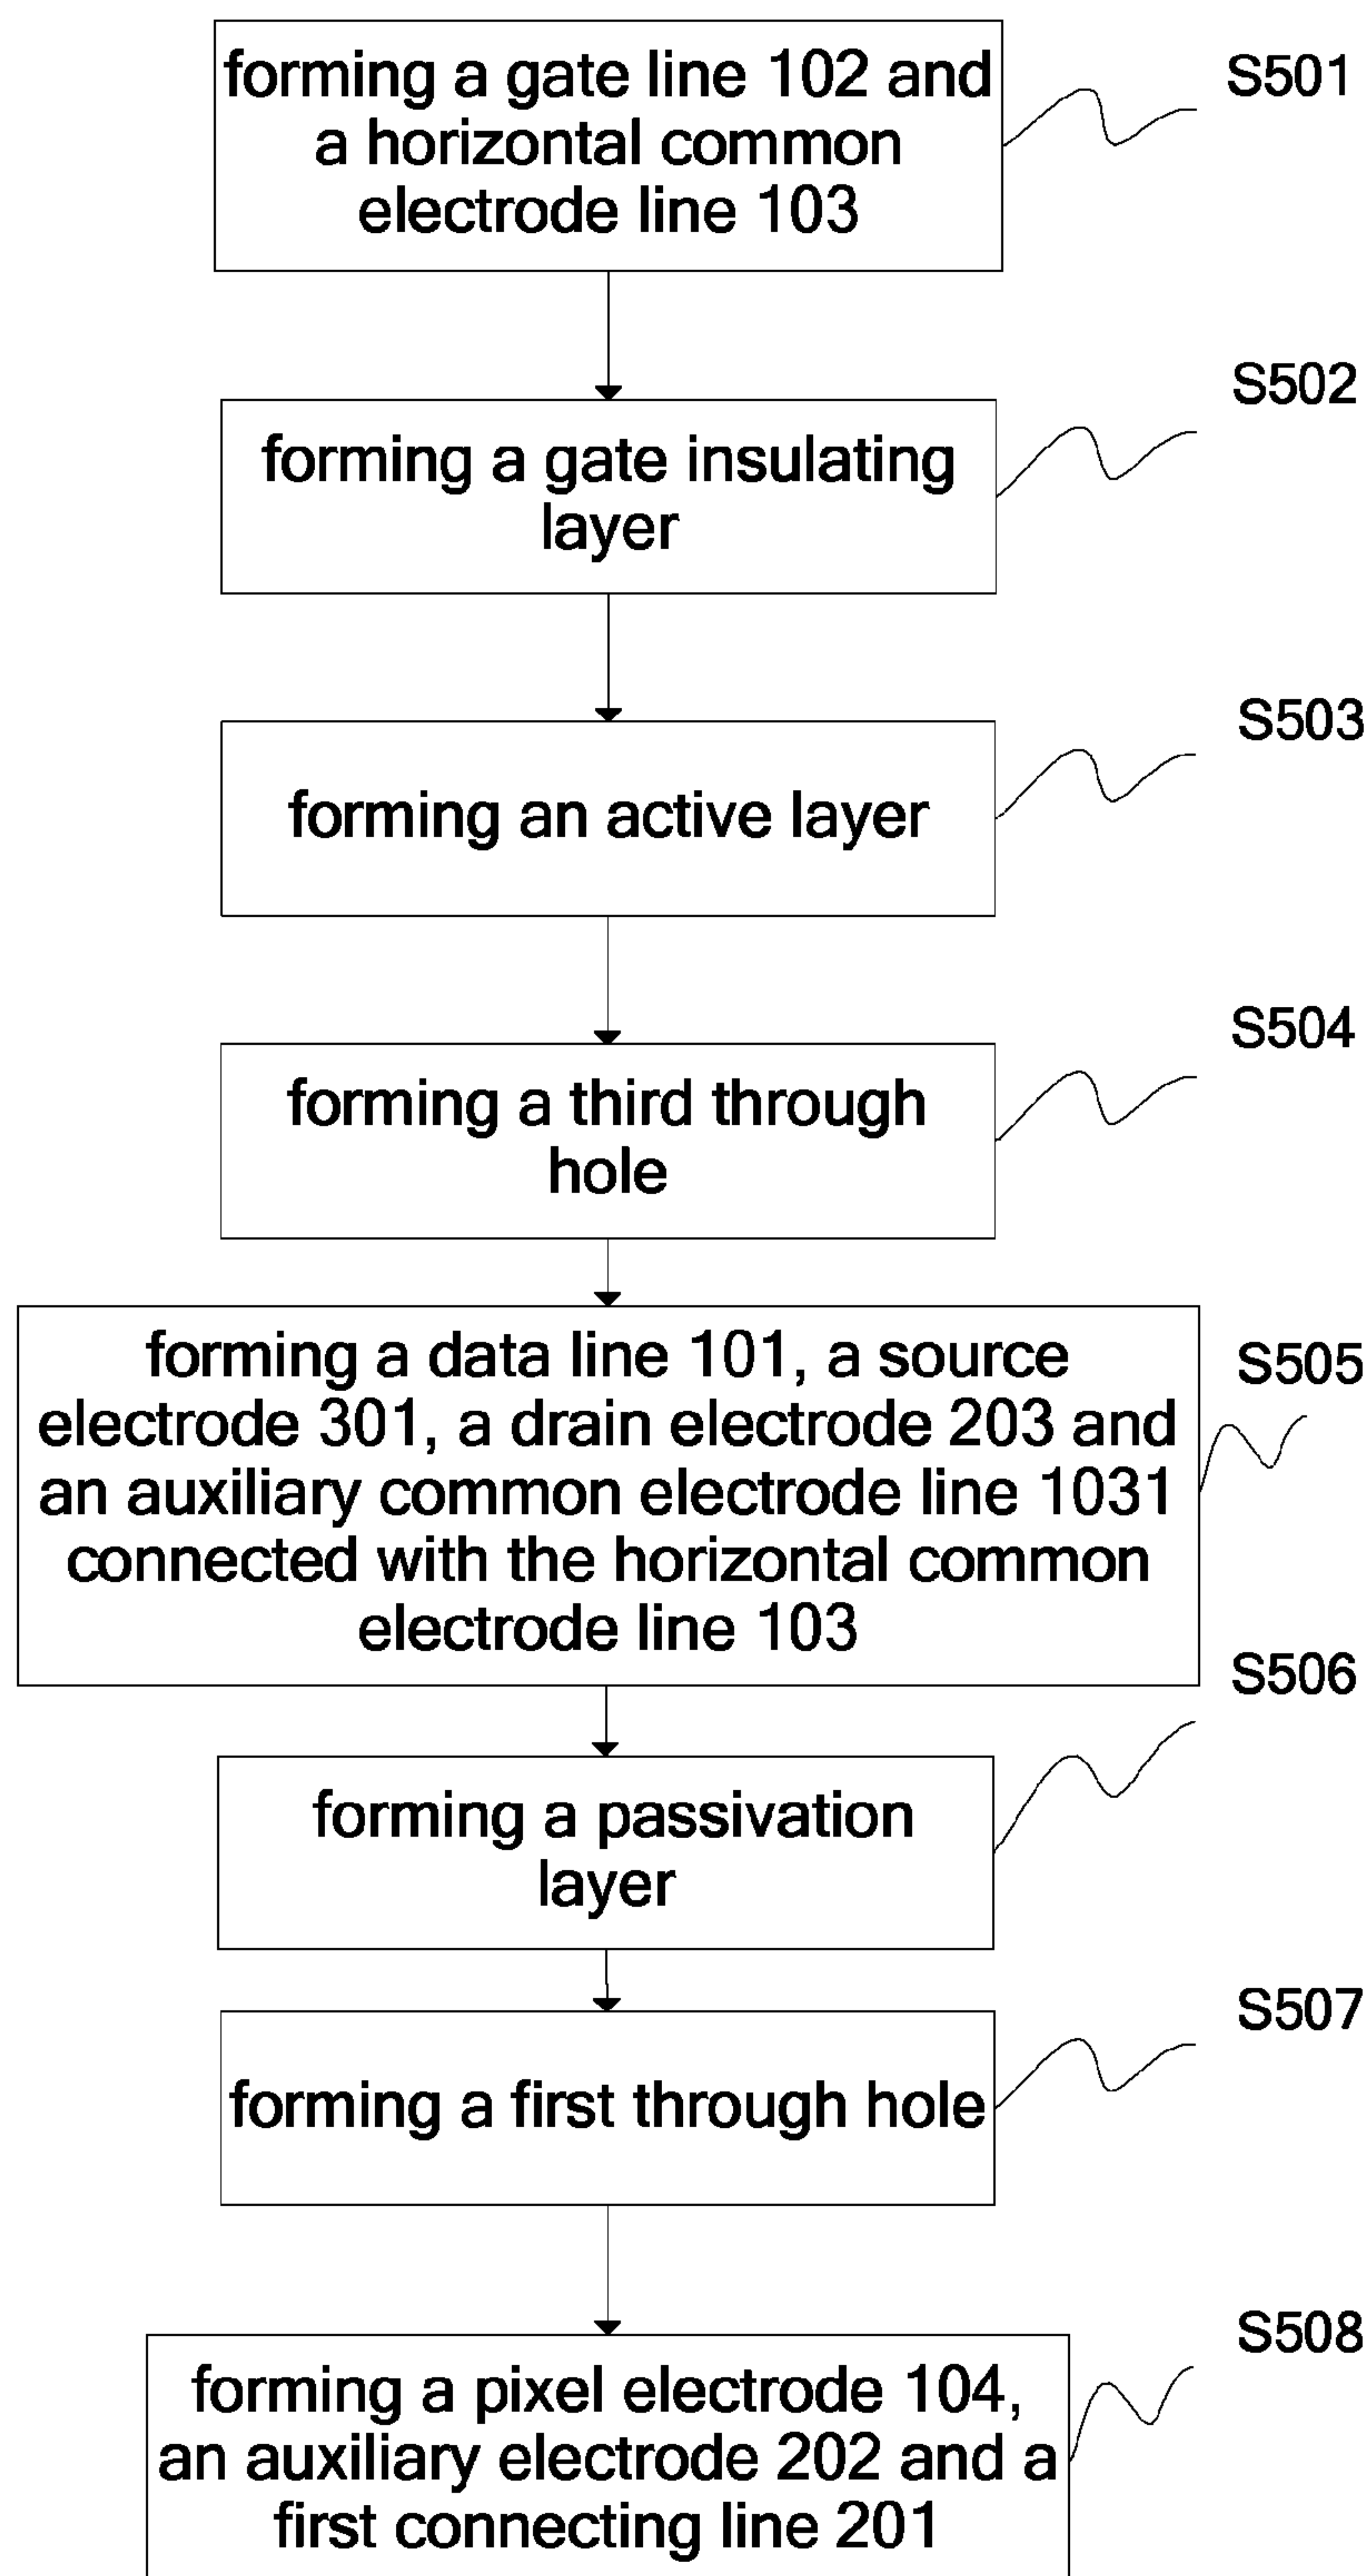 forming a gate line 102 and
a horizontal common
electrode line 103
S501
forming a gate insulating
layer
S502
forming an active layer
S503
forming a third through
hole
S504
forming a data line 101, a source
electrode 301, a drain electrode 203 and
an auxiliary common electrode line 1031
connected with the horizontal common
electrode line 103
S505
forming a passivation
layer
S506
forming a first through hole
S507
forming a pixel electrode 104,
an auxiliary electrode 202 and a
first connecting line 201
S508